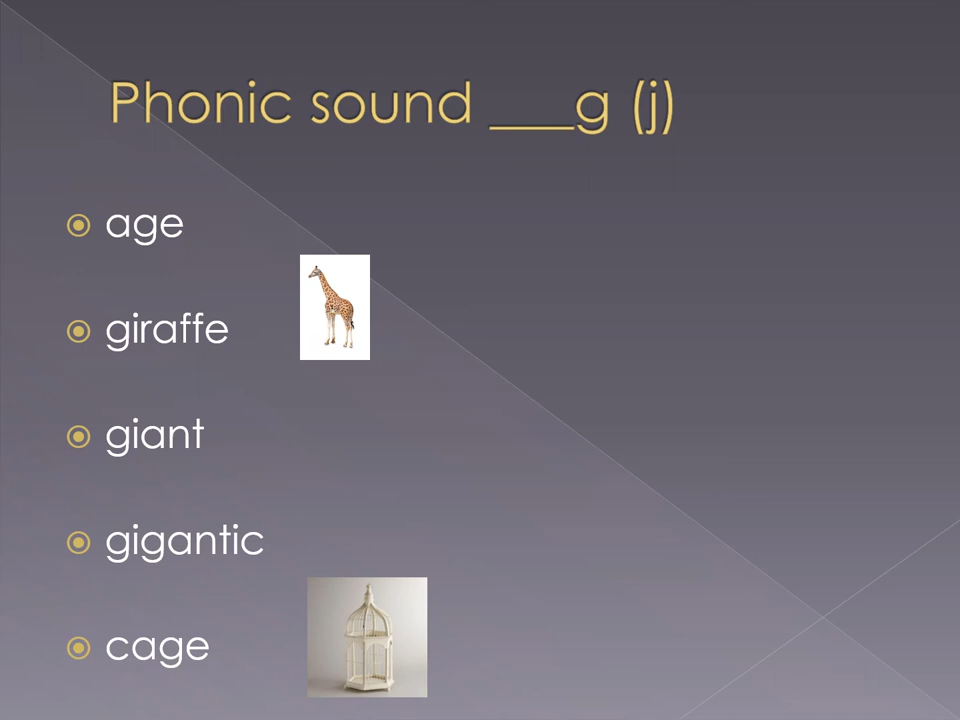 Phonic sound ___g (j)
age
giraffe
giant
gigantic
cage